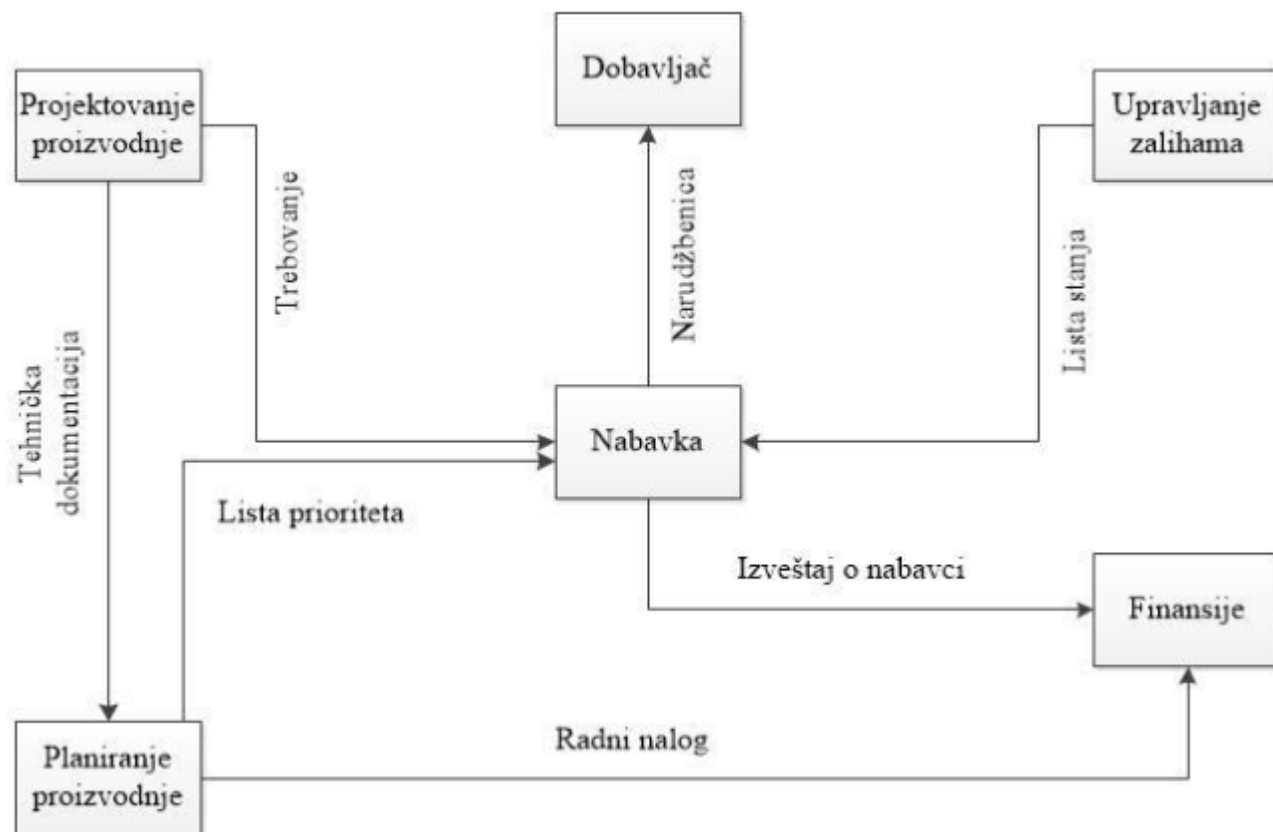 Dobavljač
Projektovanje
proizvodnje
Upravljanje
zalihama
Trebovanje
Narudžbenica
Lista stanja
Tehnička
dokumentacija
Nabavka
Lista prioriteta
Izveštaj o nabavci
Finansije
Planiranje
proizvodnje
Radni nalog